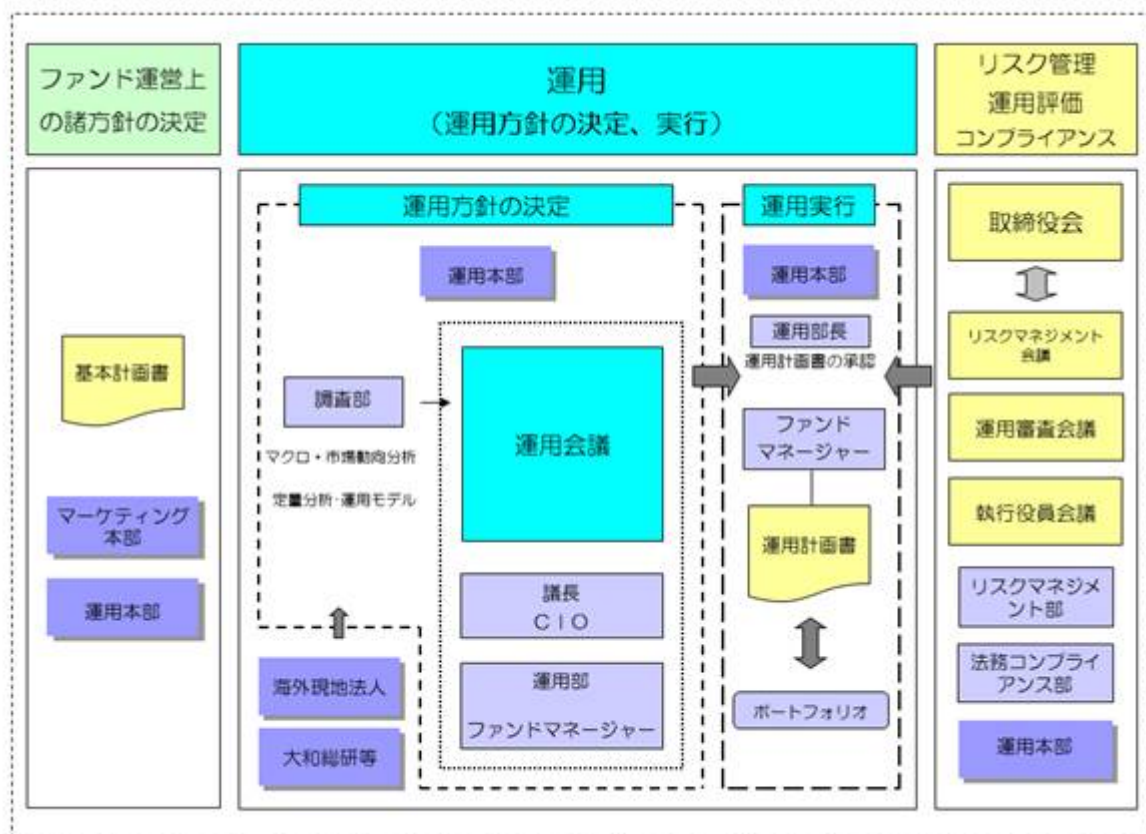 ファンド運営上
の諸方針の決定
運用
(運用方針の決定、実行)
リスク管理
運用評価
コンプライアンス
基本計画書
マーケティング
本部
運用本部
運用方針の決定
運用本部
調査部
マクロ・市場動向分析
定量分析・運用モデル
運用会議
議長
CIO
運用部
ファンドマネージャー
海外現地法人
大和総研等
運用実行
運用本部
運用部長
運用計画書の承認
ファンド
マネージャー
運用計画書
ポートフォリオ
取締役会
リスクマネジメント
会議
運用審査会議
執行役員会議
リスクマネジメ
ント部
法務コンプライ
アンス部
運用本部